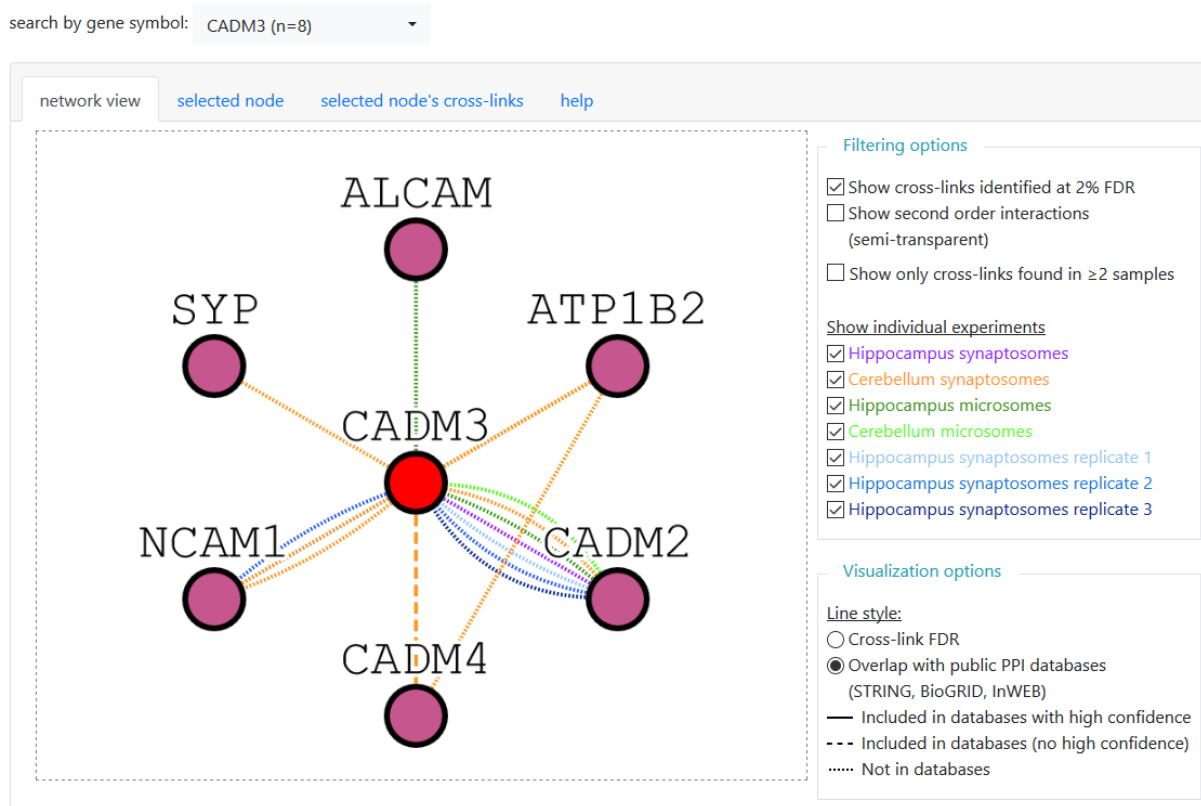 search by gene symbol: CADM3 (n=8)
network view selected node selected node's cross-links help
ALCAM
SYP
ATP1B2
CADM3
NCAM1
CADM2
CADM4
Filtering options
Show cross-links identified at 2% FDR
Show second order interactions
(semi-transparent)
Show only cross-links found in ≥2 samples
Show individual experiments
Hippocampus synaptosomes
Cerebellum synaptosomes
Hippocampus microsomes
Cerebellum microsomes
Hippocampus synaptosomes replicate 1
Hippocampus synaptosomes replicate 2
Hippocampus synaptosomes replicate 3
Visualization options
Line style:
Cross-link FDR
Overlap with public PPI databases
(STRING, BioGRID, InWEB)
Included in databases with high confidence
Included in databases (no high confidence)
Not in databases